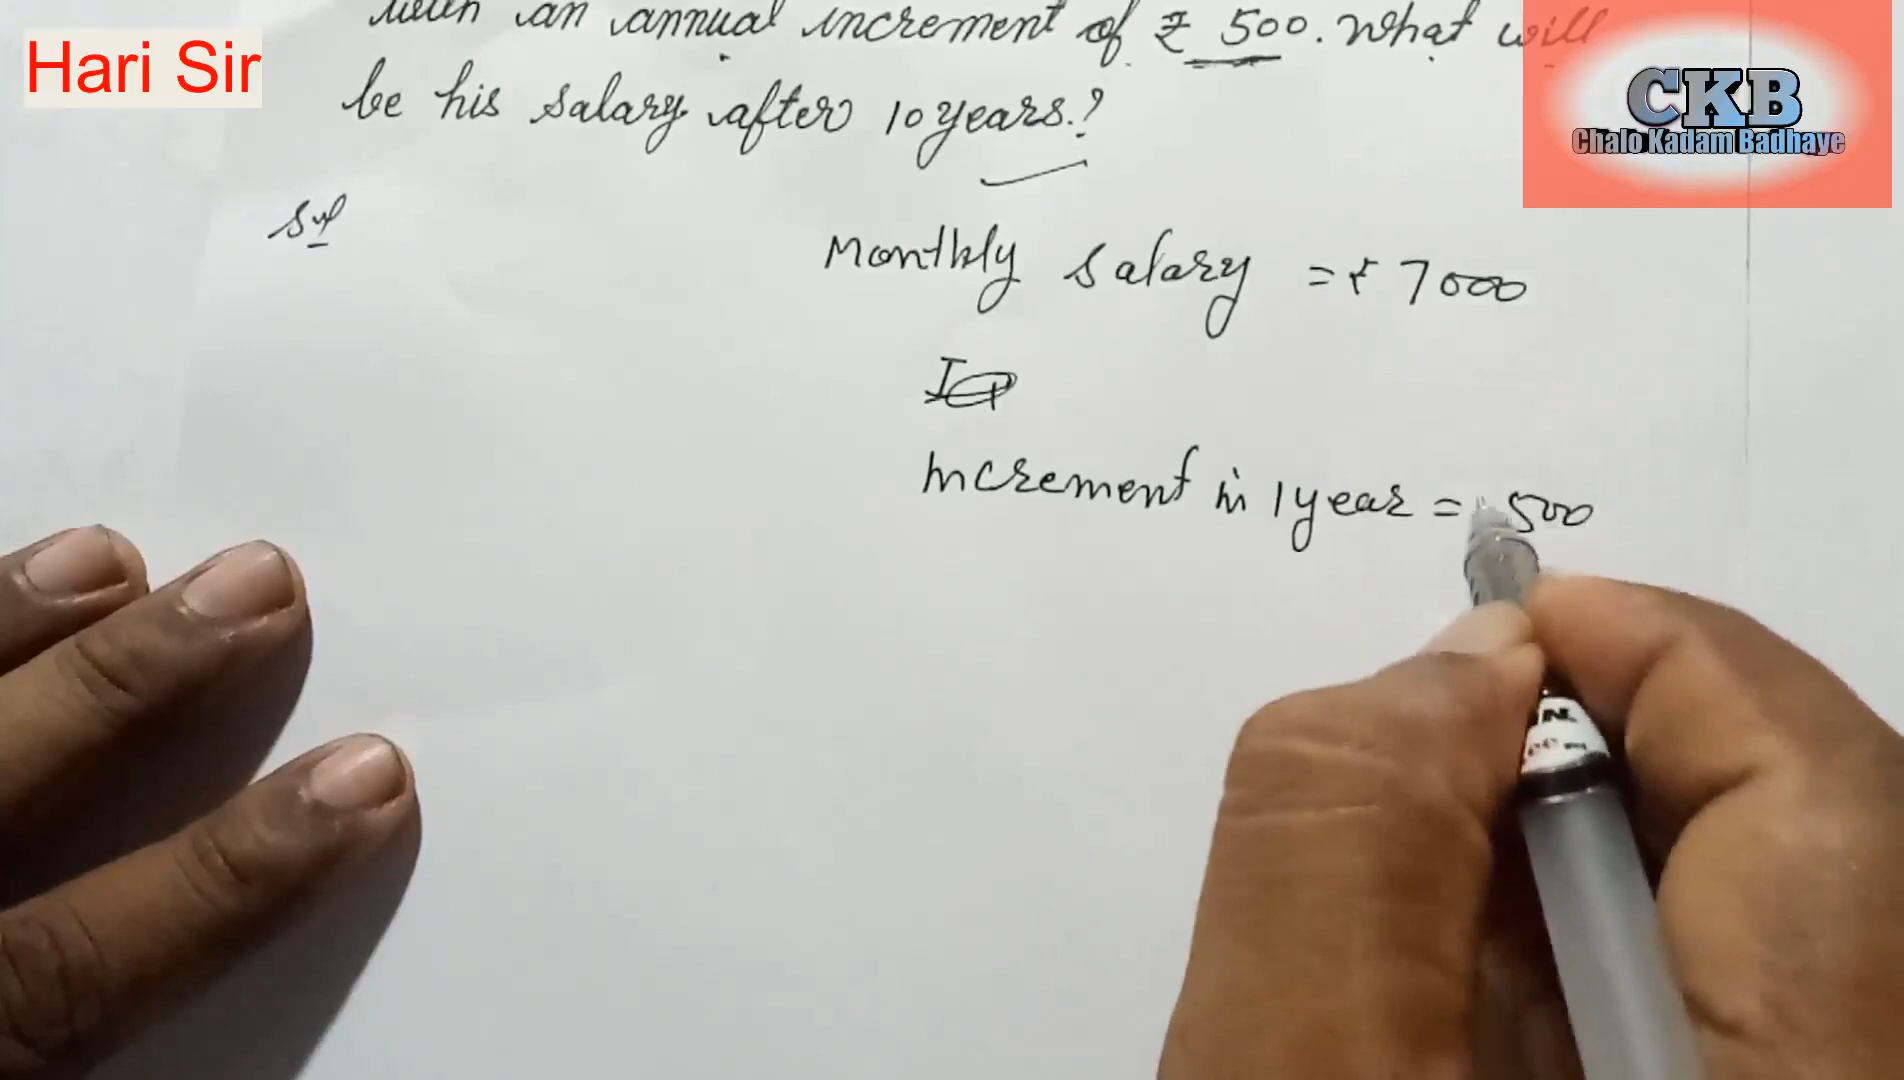 with an annual increment of ₹ 500. What will
Hari Sir
CKB
Chalo Kadam Badhaye
be his salary after 10 years.?
Sol
Monthly salary = ₹ 7000
Increment in 1 year = 500